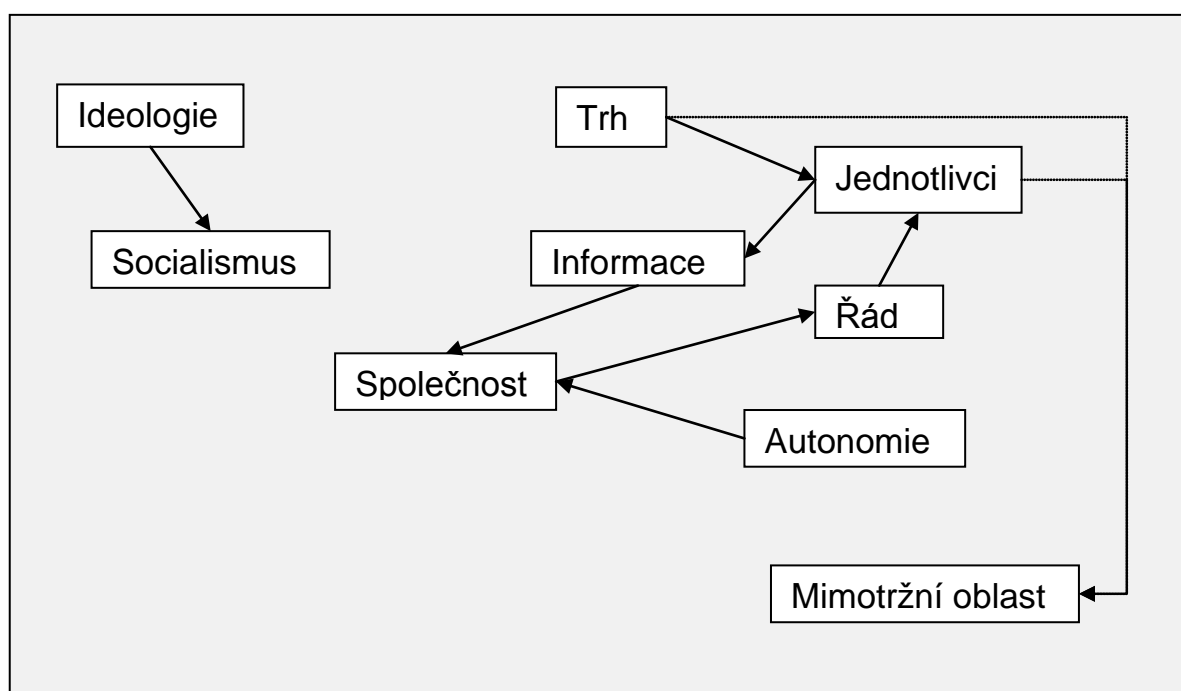 Ideologie
Trh
Jednotlivci
Socialismus
Informace
Řád
Společnost
Autonomie
Mimotržní oblast